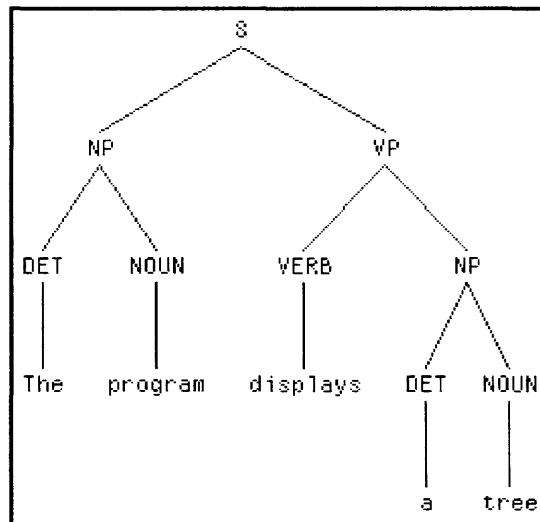 S
NP VP
DET NOUN VERB NP
The program displays DET NOUN
a tree